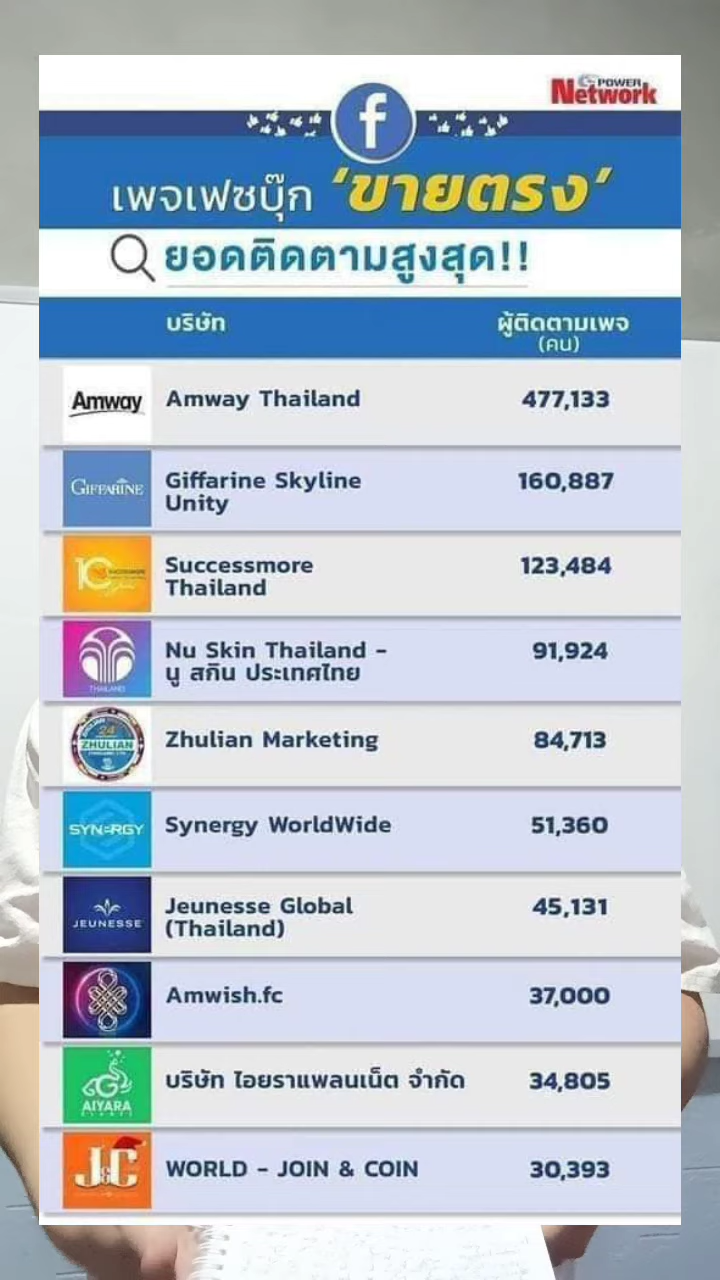 POWER
Network
f
เพจเฟซบุ๊ก 'ขายตรง'
ยอดติดตามสูงสุด!!
บริษัท ผู้ติดตามเพจ
(คน)
Amway Amway Thailand 477,133
GIFFARINE Giffarine Skyline 160,887
Unity
Successmore 123,484
Thailand
Nu Skin Thailand - 91,924
นู สกิน ประเทศไทย
THAILAND
24
ZHULIAN Zhulian Marketing 84,713
SYNERGY Synergy WorldWide 51,360
Jeunesse Global 45,131
JEUNESSE (Thailand)
Amwish.fc 37,000
บริษัท ไอยราแพลนเน็ต จำกัด 34,805
AIYARA
J&C WORLD - JOIN & COIN 30,393